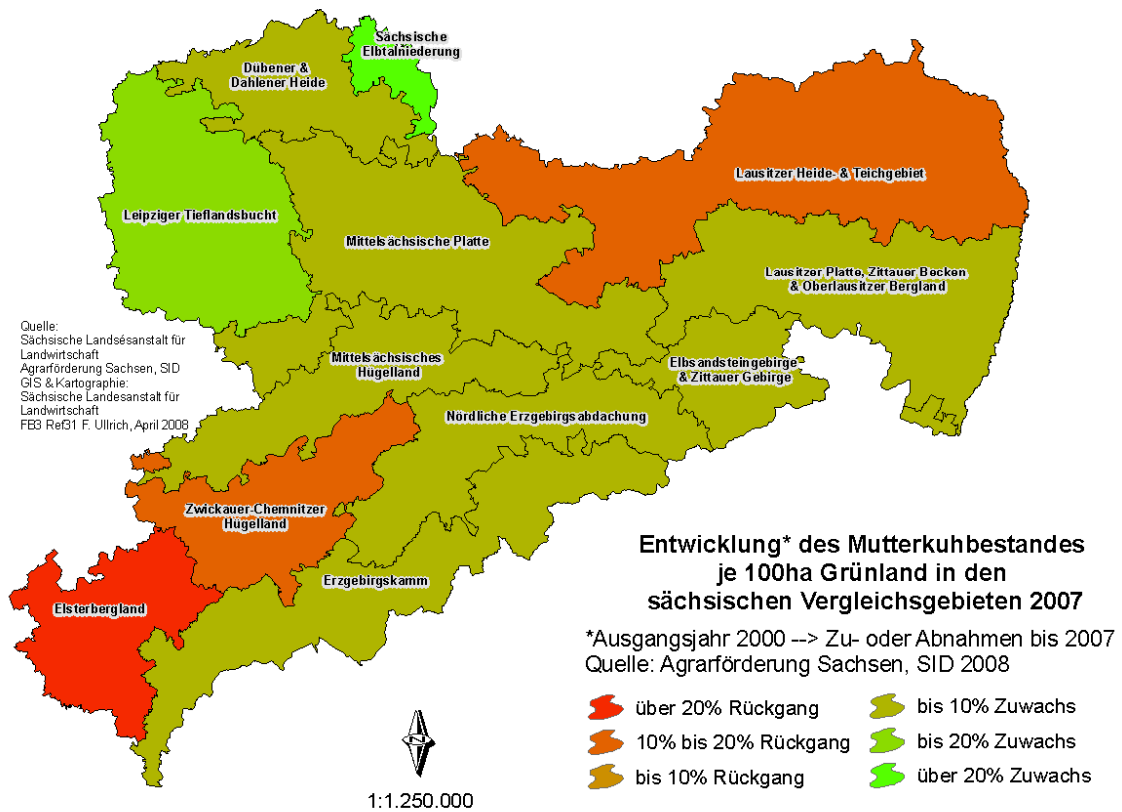 Sächsische
Elbtalniederung
Dübener &
Dahlener Heide
Lausitzer Heide- & Teichgebiet
Leipziger Tieflandsbucht
Mittelsächsische Platte
Lausitzer Platte, Zittauer Becken
& Oberlausitzer Bergland
Quelle:
Sächsische Landsésanstalt für
Landwirtschaft
Agrarförderung Sachsen, SID
GIS & Kartographie:
Sächsische Landesanstalt für
Landwirtschaft
FB3 Ref31 F. Ullrich, April 2008
Mittelsächsisches
Hügelland
Elbsandsteingebirge
& Zittauer Gebirge
Nördliche Erzgebirgsabdachung
Zwickauer-Chemnitzer
Hügelland
Erzgebirgskamm
Elsterbergland
Entwicklung* des Mutterkuhbestandes
je 100ha Grünland in den
sächsischen Vergleichsgebieten 2007
*Ausgangsjahr 2000 --> Zu- oder Abnahmen bis 2007
Quelle: Agrarförderung Sachsen, SID 2008
über 20% Rückgang
10% bis 20% Rückgang
bis 10% Rückgang
bis 10% Zuwachs
bis 20% Zuwachs
über 20% Zuwachs
N
1:1.250.000